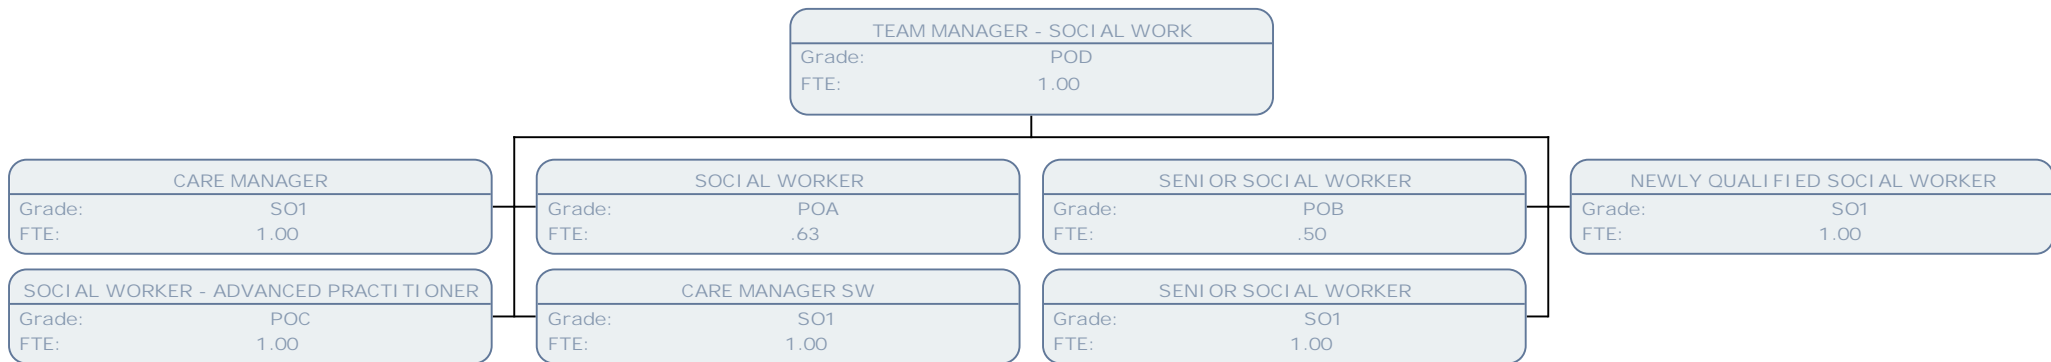 TEAM MANAGER - SOCIAL WORK
Grade: POD
FTE: 1.00
CARE MANAGER
Grade: SO1
FTE: 1.00
SOCIAL WORKER
Grade: POA
FTE: .63
SENIOR SOCIAL WORKER
Grade: POB
FTE: .50
NEWLY QUALIFIED SOCIAL WORKER
Grade: SO1
FTE: 1.00
SOCIAL WORKER - ADVANCED PRACTITIONER
Grade: POC
FTE: 1.00
CARE MANAGER SW
Grade: SO1
FTE: 1.00
SENIOR SOCIAL WORKER
Grade: SO1
FTE: 1.00